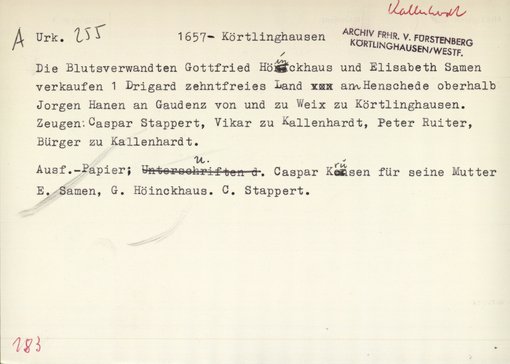 Kallenhardt
A Urk. 255 1657- Körtlinghausen
ARCHIV FRHR. V. FÜRSTENBERG
KÖRTLINGHAUSEN/WESTF.
Die Blutsverwandten Gottfried Höinckhaus und Elisabeth Samen
verkaufen 1 Drigard zehntfreies Land xxx an Henschede oberhalb
Jorgen Hanen an Gaudenz von und zu Weix zu Körtlinghausen.
Zeugen: Caspar Stappert, Vikar zu Kallenhardt, Peter Ruiter,
Bürger zu Kallenhardt.
Ausf.-Papier; Unterschriften d. U. Caspar Krüsen für seine Mutter
E. Samen, G. Höinckhaus. C. Stappert.
183